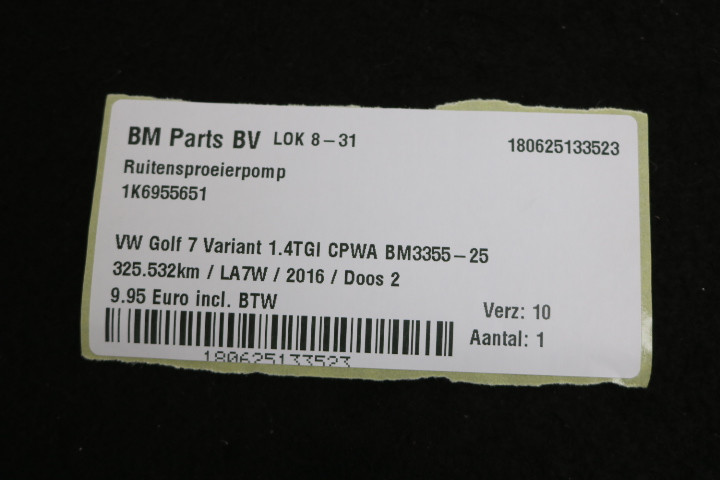 BM Parts BV LOK 8-31 180625133523
Ruitensproeierpomp
1K6955651
VW Golf 7 Variant 1.4TGI CPWA BM3355-25
325.532km / LA7W / 2016 / Doos 2
9.95 Euro incl. BTW
Verz: 10
Aantal: 1
180625133523